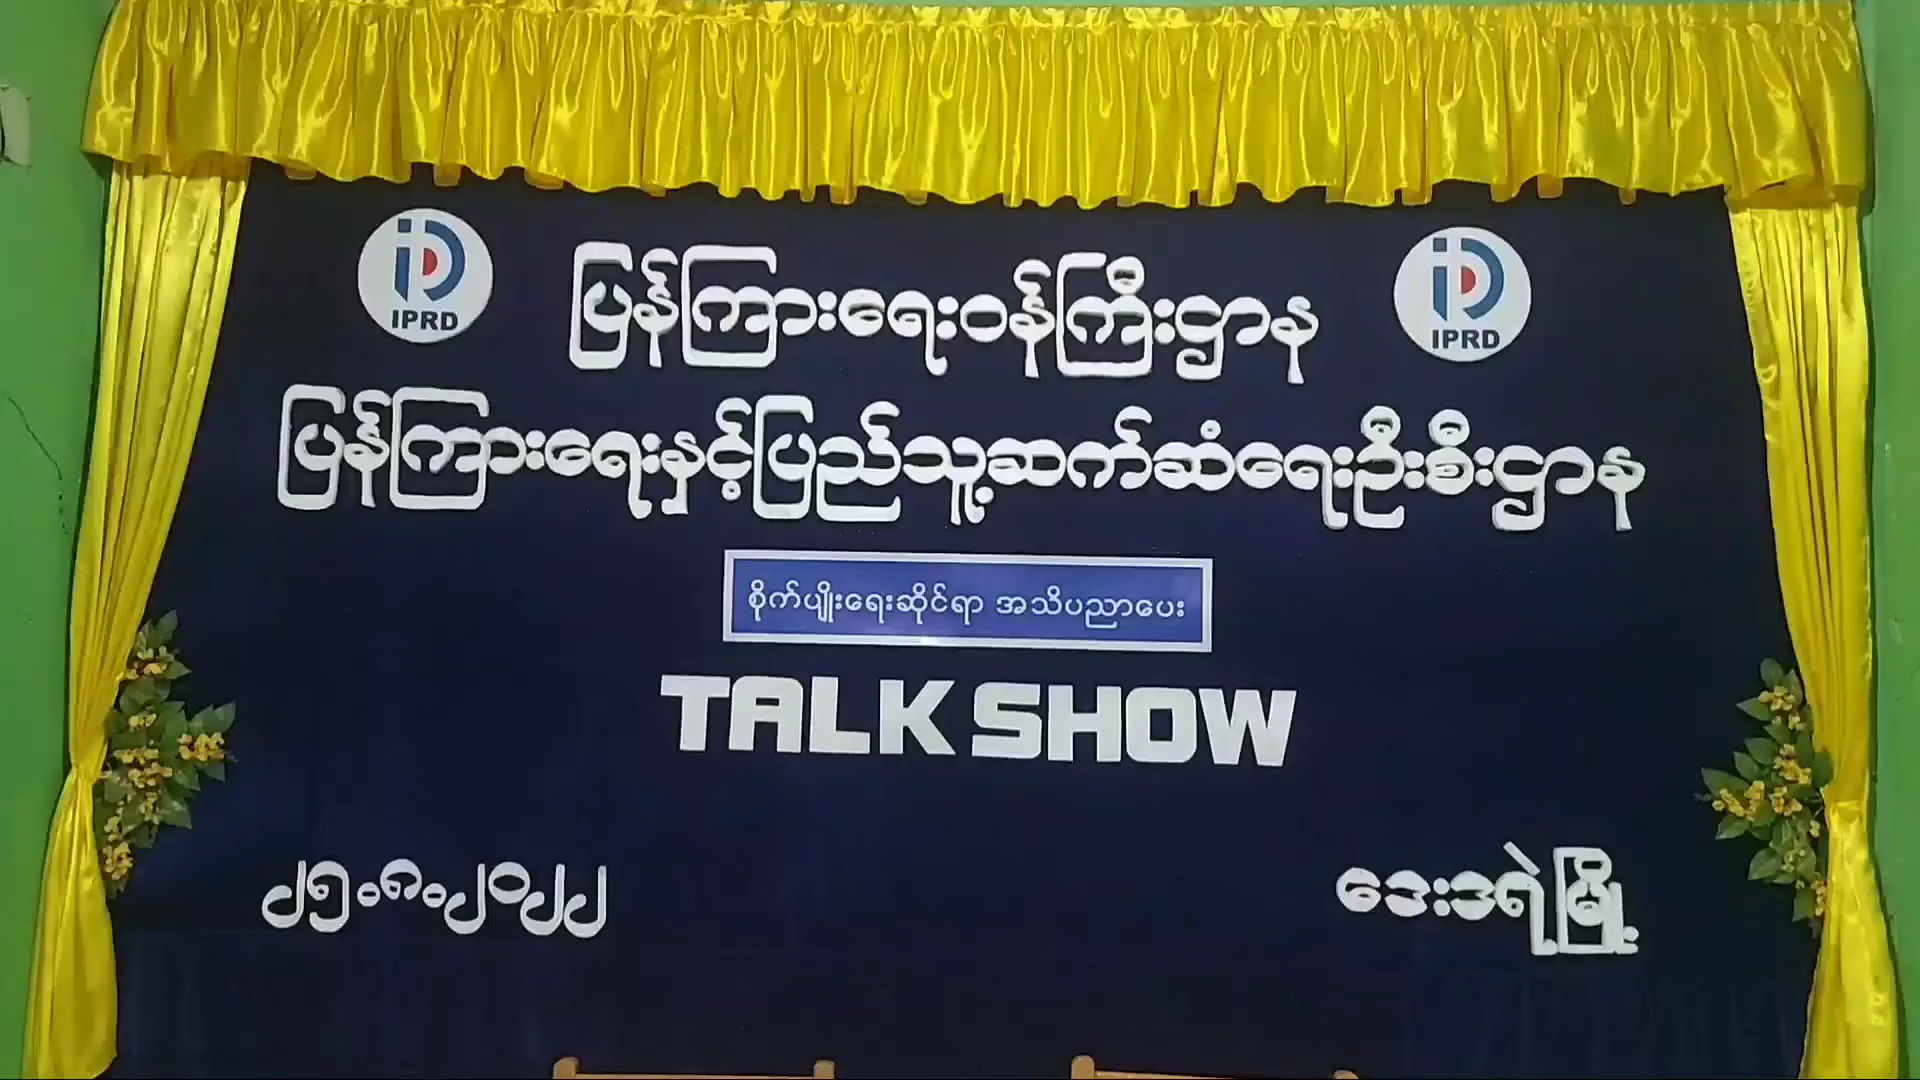 IPRD
IPRD
ပြန်ကြားရေးဝန်ကြီးဌာန
ပြန်ကြားရေးနှင့်ပြည်သူ့ဆက်ဆံရေးဦးစီးဌာန
စိုက်ပျိုးရေးဆိုင်ရာ အသိပညာပေး
TALK SHOW
၂၅.၈.၂၀၂၂
ဒေးဒရဲမြို့